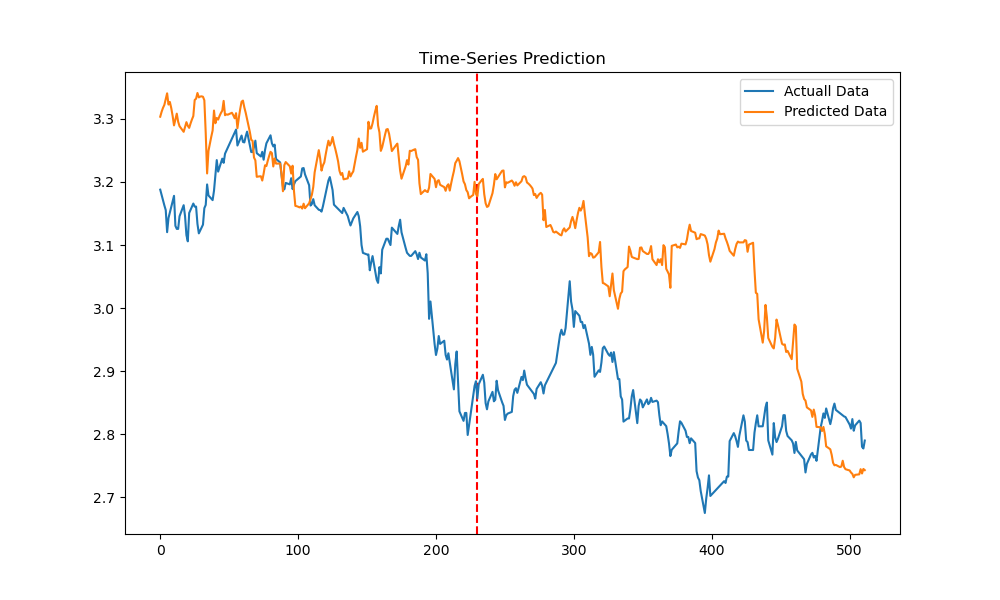 Time-Series Prediction
Actuall Data
Predicted Data
3.3
3.2
3.1
3.0
2.9
2.8
2.7
0 100 200 300 400 500